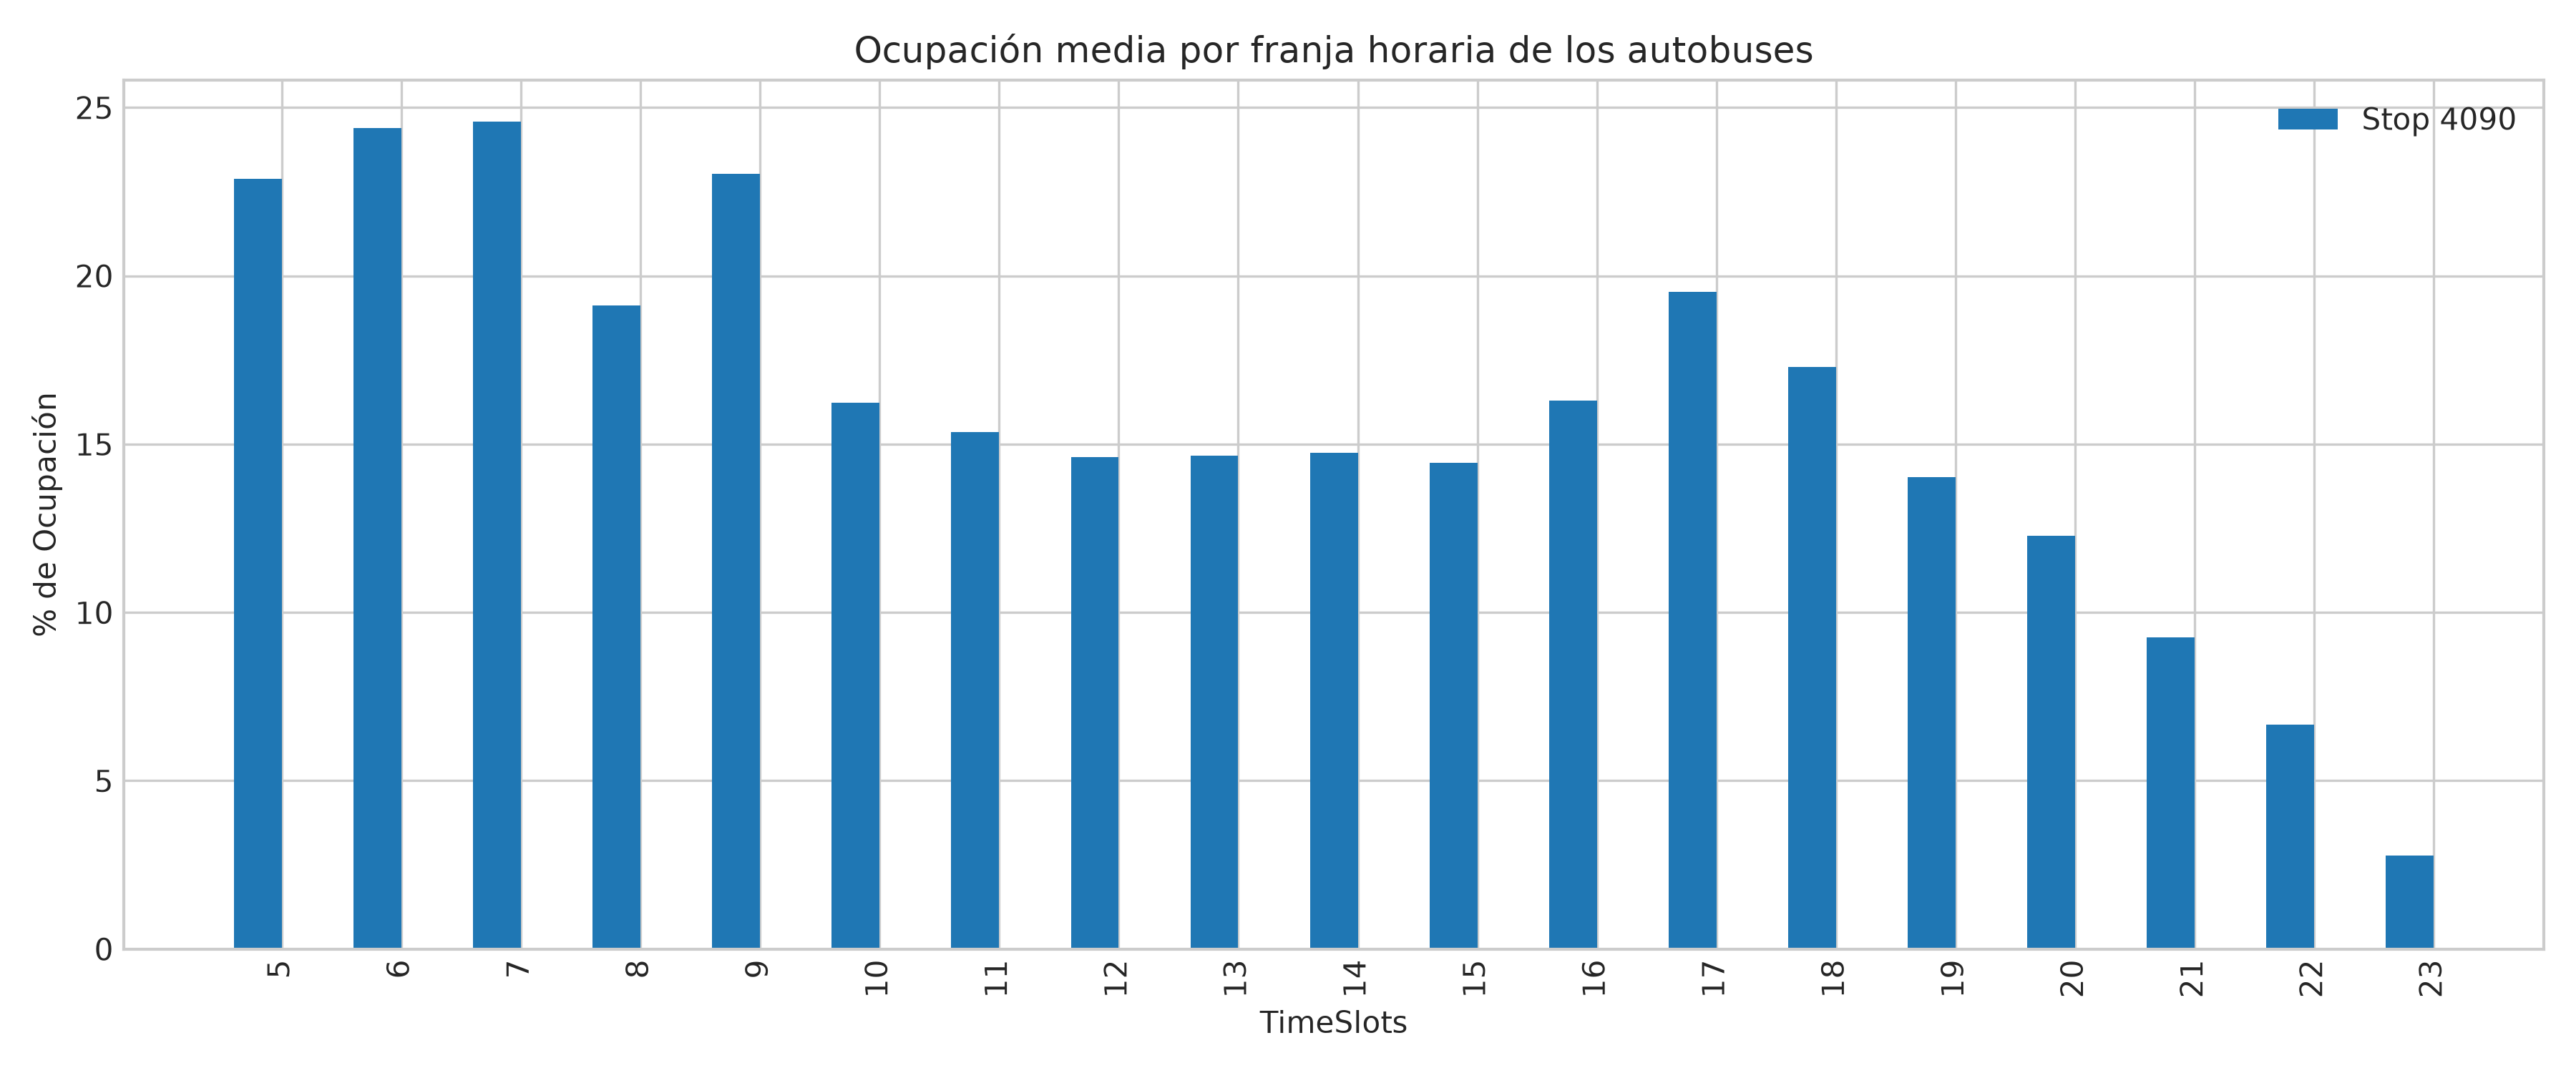 Ocupación media por franja horaria de los autobuses
Stop 4090
% de Ocupación
25
20
15
10
5
0
5 6 7 8 9 10 11 12 13 14 15 16 17 18 19 20 21 22 23
TimeSlots